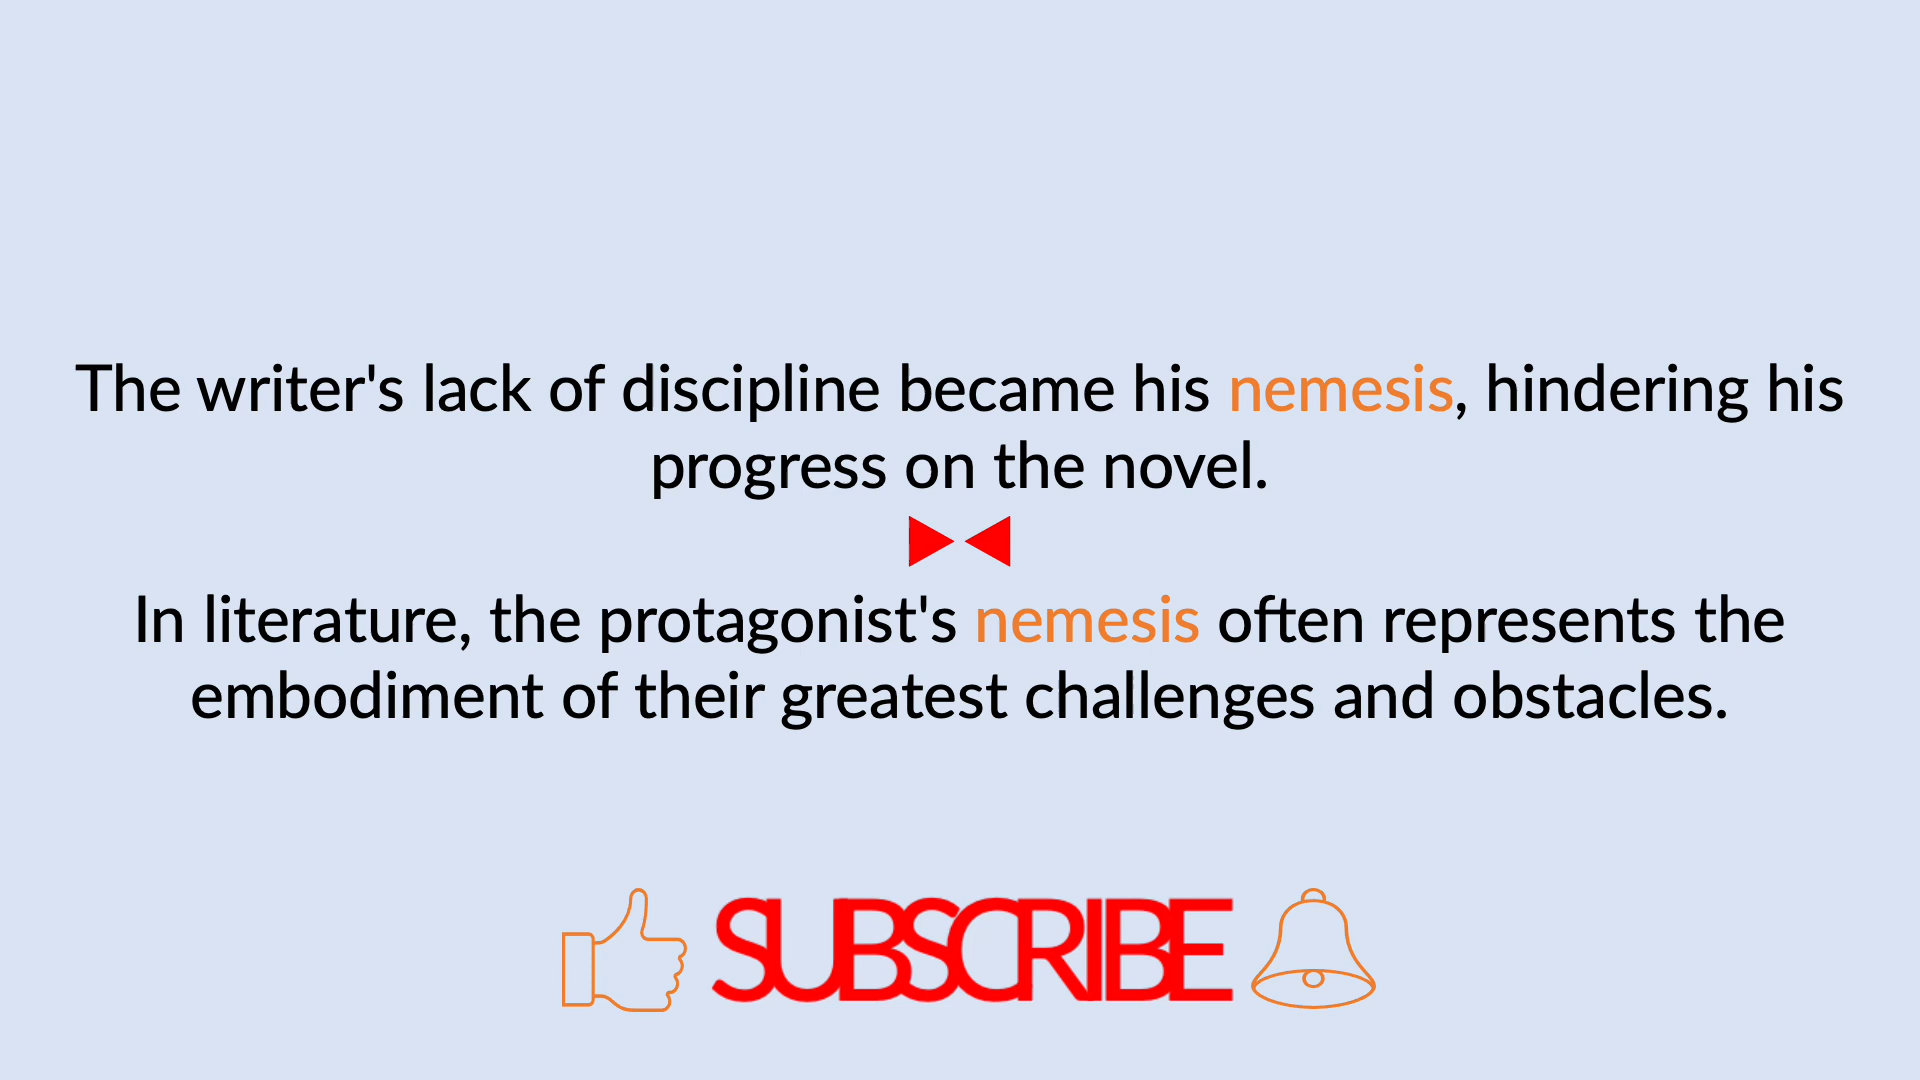 The writer's lack of discipline became his nemesis, hindering his
progress on the novel.
In literature, the protagonist's nemesis often represents the
embodiment of their greatest challenges and obstacles.
SUBSCRIBE